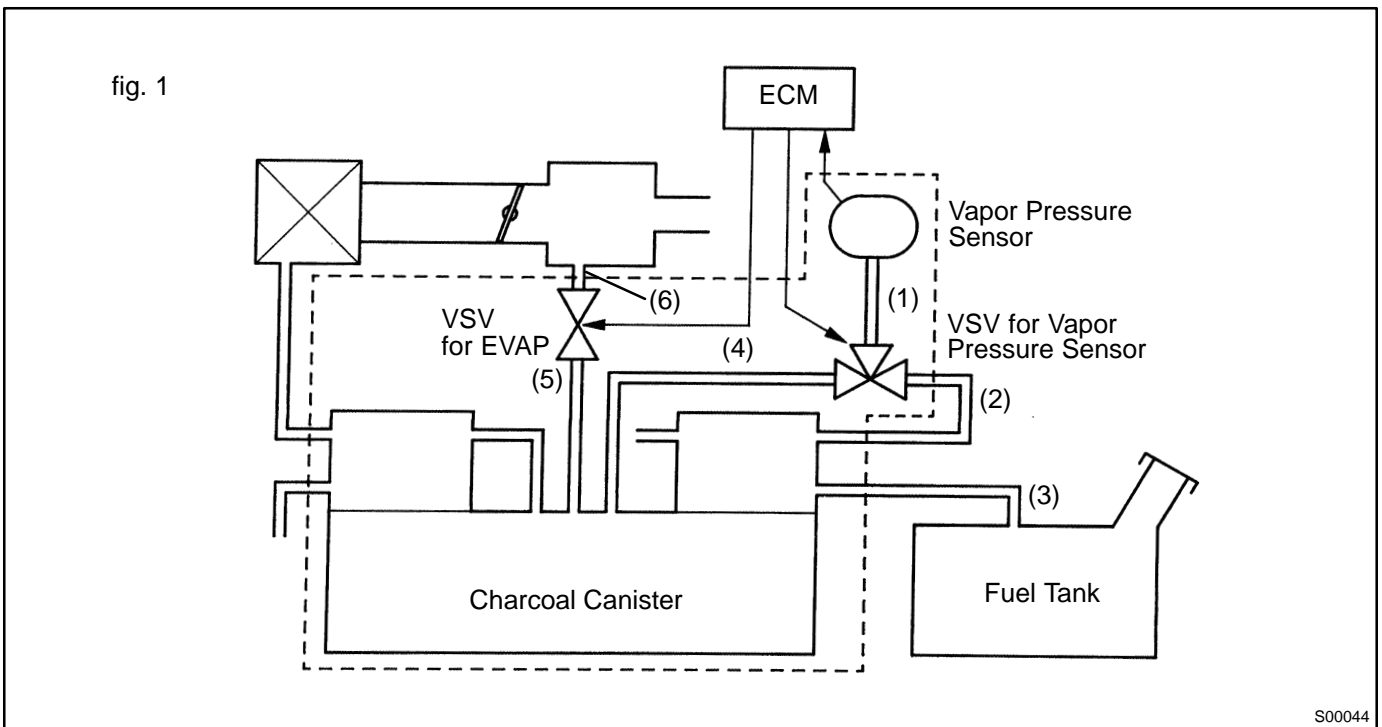 fig. 1
ECM
Vapor Pressure
Sensor
(1)
(6)
VSV
for EVAP
(4)
VSV for Vapor
Pressure Sensor
(5)
(2)
(3)
Charcoal Canister
Fuel Tank
S00044